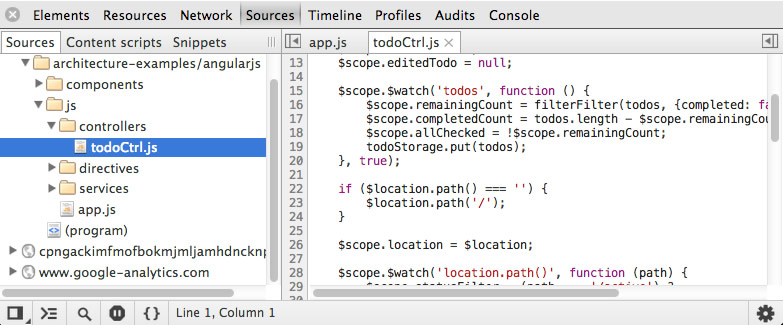 Elements Resources Network Sources Timeline Profiles Audits Console
Sources Content scripts Snippets
architecture-examples/angularjs
components
js
controllers
todoCtrl.js
directives
services
app.js
(program)
cpngackimfmofbokmjmljamhdncknp
www.google-analytics.com
app.js todoCtrl.js
13 $scope.editedTodo = null;
14
15 $scope.$watch('todos', function () {
16 $scope.remainingCount = filterFilter(todos, {completed: fa
17 $scope.completedCount = todos.length - $scope.remainingCou
18 $scope.allChecked = !$scope.remainingCount;
19 todoStorage.put(todos);
20 }, true);
21
22 if ($location.path() === '') {
23 $location.path('/');
24 }
25
26 $scope.location = $location;
27
28 $scope.$watch('location.path()', function (path) {
29 $scope.statusFilter = (path === '/active') ?
30
{} Line 1, Column 1